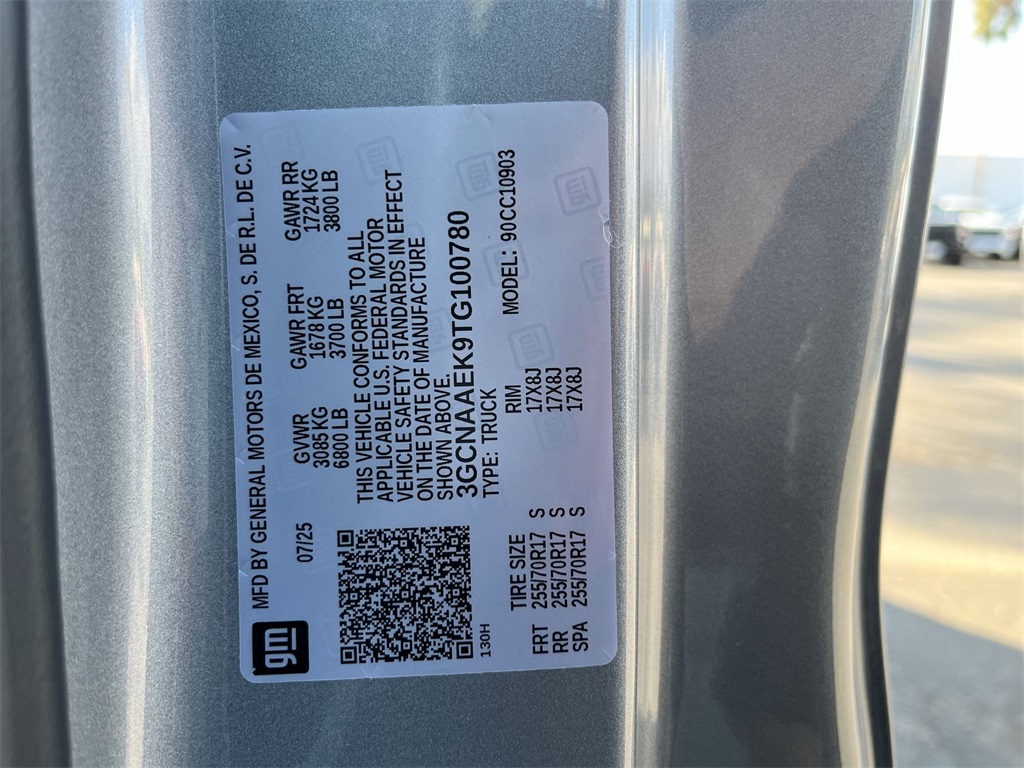 gm
MFD BY GENERAL MOTORS DE MEXICO, S. DE R.L. DE C.V.
07/25 GVWR GAWR FRT GAWR RR
3085 KG 1678 KG 1724 KG
6800 LB 3700 LB 3800 LB
THIS VEHICLE CONFORMS TO ALL
APPLICABLE U.S. FEDERAL MOTOR
VEHICLE SAFETY STANDARDS IN EFFECT
ON THE DATE OF MANUFACTURE
SHOWN ABOVE.
3GCNAAEK9TG100780
130H
TYPE: TRUCK MODEL: 90CC10903
TIRE SIZE RIM
FRT 255/70R17 S 17X8J
RR 255/70R17 S 17X8J
SPA 255/70R17 S 17X8J